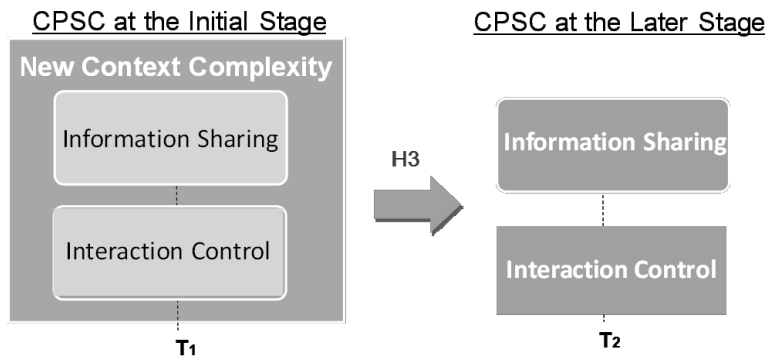 CPSC at the Initial Stage
New Context Complexity
Information Sharing
Interaction Control
T1
H3
CPSC at the Later Stage
Information Sharing
Interaction Control
T2